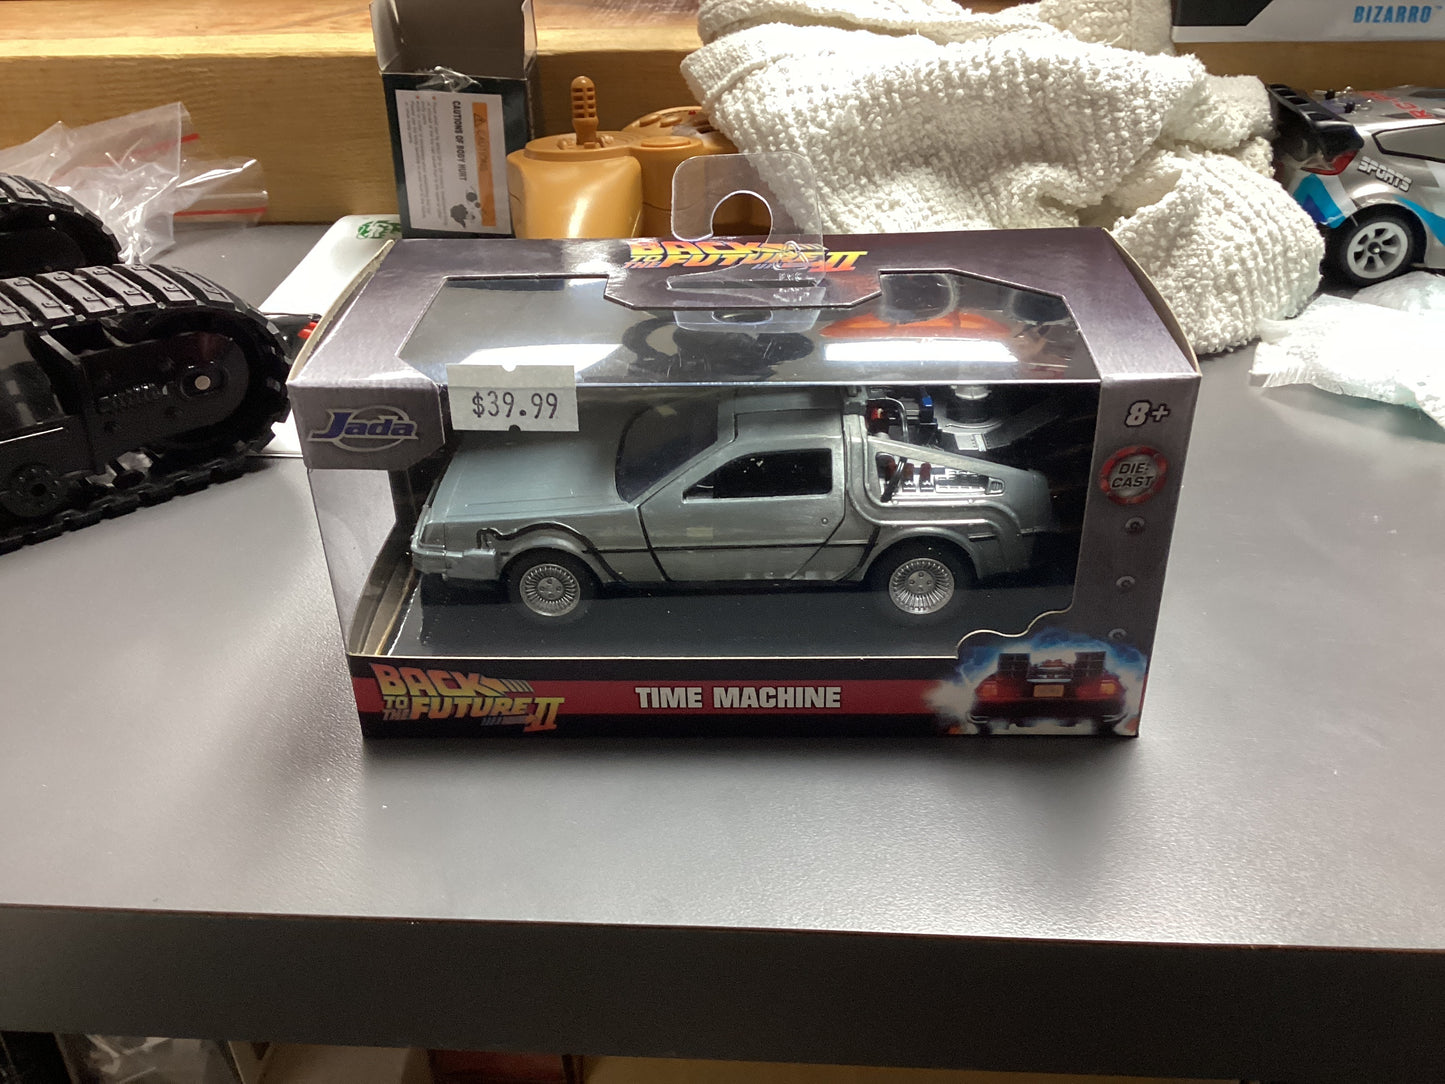 BIZARRO
CAUTIONS OF BODY HURT
SPORTS
BACK
TO THE FUTURE II
$39.99
Jada
8+
DIE-
CAST
BACK
TO THE FUTURE II
TIME MACHINE